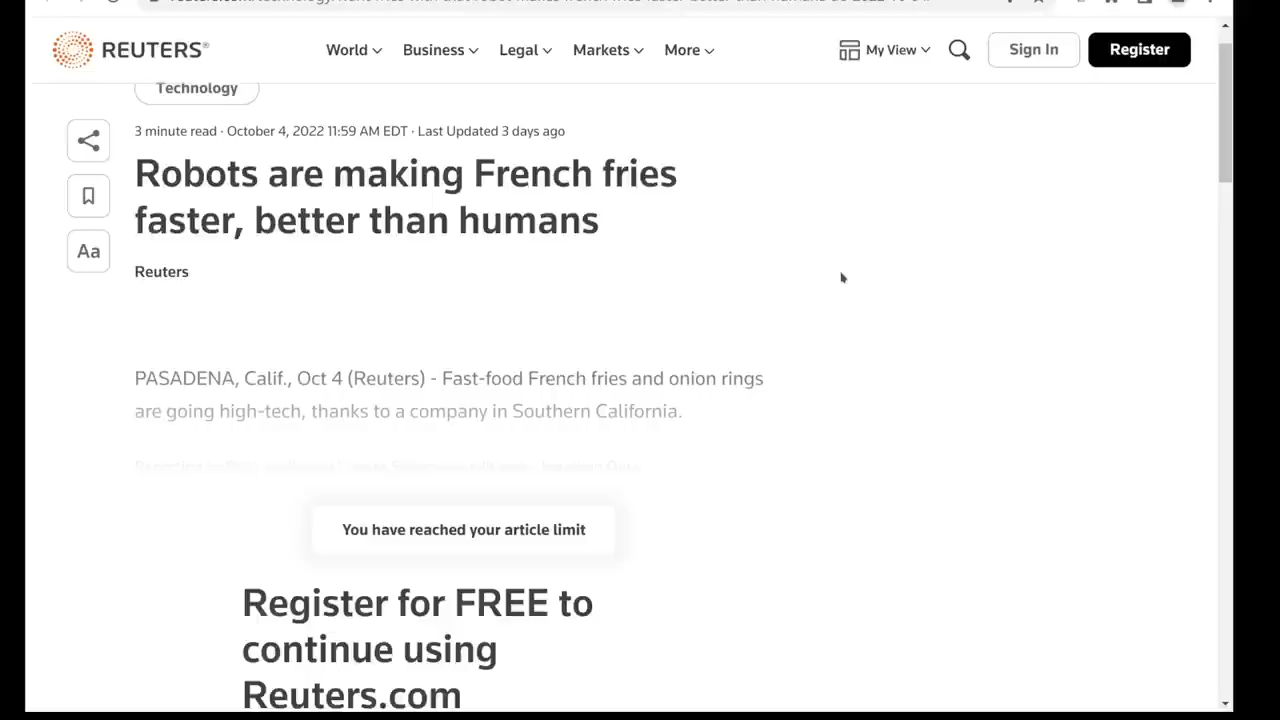 REUTERS®
World Business Legal Markets More My View Sign In Register
Technology
3 minute read · October 4, 2022 11:59 AM EDT · Last Updated 3 days ago
Robots are making French fries
faster, better than humans
Aa
Reuters
PASADENA, Calif., Oct 4 (Reuters) - Fast-food French fries and onion rings
are going high-tech, thanks to a company in Southern California.
You have reached your article limit
Register for FREE to
continue using
Reuters.com